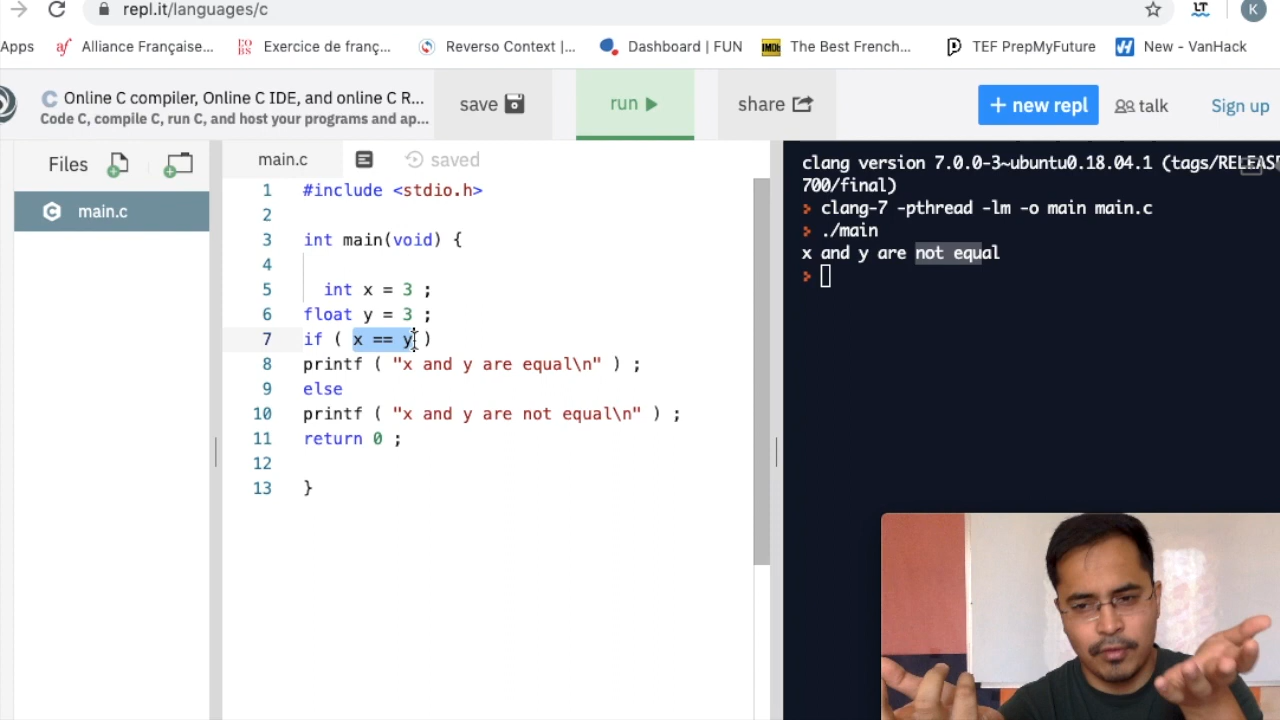 repl.it/languages/c
LT
K
Apps
af Alliance Française...
EO BS Exercice de franç...
Reverso Context |...
Dashboard | FUN
IMDb The Best French...
TEF PrepMyFuture
New - VanHack
C Online C compiler, Online C IDE, and online C R...
Code C, compile C, run C, and host your programs and ap...
save
run
share
+ new repl
talk
Sign up
Files
main.c
main.c
saved
1 #include <stdio.h>
2
3 int main(void) {
4
5 int x = 3 ;
6 float y = 3 ;
7 if ( x == y )
8 printf ( "x and y are equal\n" ) ;
9 else
10 printf ( "x and y are not equal\n" ) ;
11 return 0 ;
12
13 }
clang version 7.0.0-3~ubuntu0.18.04.1 (tags/RELEAS
700/final)
> clang-7 -pthread -lm -o main main.c
> ./main
x and y are not equal
>